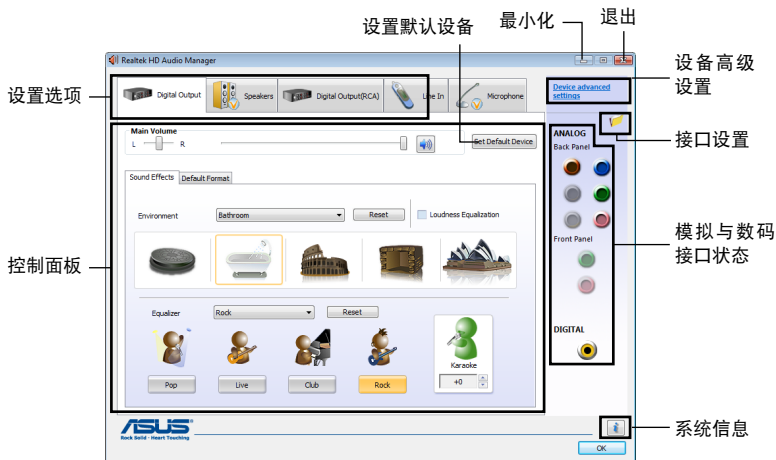 设置默认设备
最小化
退出
设置选项
控制面板
设备高级
设置
接口设置
模拟与数码
接口状态
系统信息
Realtek HD Audio Manager
Digital Output
Speakers
Digital Output(RCA)
Line In
Microphone
Device advanced
settings
Main Volume
L
R
Set Default Device
ANALOG
Back Panel
Sound Effects
Default Format
Environment
Bathroom
Reset
Loudness Equalization
Front Panel
Equalizer
Rock
Reset
Pop
Live
Club
Rock
Karaoke
+0
DIGITAL
ASUS
Rock Solid · Heart Touching
OK